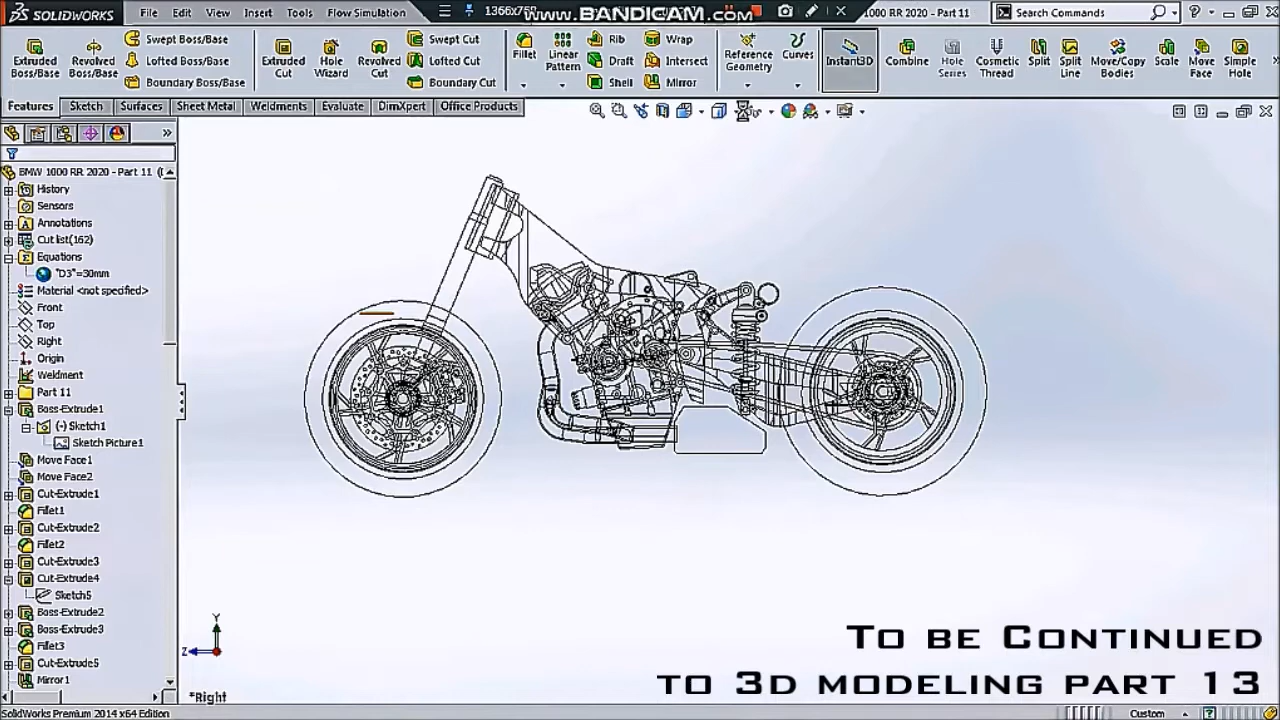 SOLIDWORKS File Edit View Insert Tools Flow Simulation 1366x768 www.BANDICAM.com 1000 RR 2020 - Part 11 Search Commands
Swept Boss/Base Swept Cut Rib Wrap
Extruded Boss/Base Revolved Boss/Base Lofted Boss/Base Extruded Cut Hole Wizard Revolved Cut Lofted Cut Fillet Linear Pattern Draft Intersect Reference Geometry Curves Instant3D Combine Hole Series Cosmetic Thread Split Split Line Move/Copy Bodies Scale Move Face Simple Hole
Boundary Boss/Base Boundary Cut Shell Mirror
Features Sketch Surfaces Sheet Metal Weldments Evaluate DimXpert Office Products
BMW 1000 RR 2020 - Part 11 (
History
Sensors
Annotations
Cut list(162)
Equations
"D3"=30mm
Material <not specified>
Front
Top
Right
Origin
Weldment
Part 11
Boss-Extrude1
(-) Sketch1
Sketch Picture1
Move Face1
Move Face2
Cut-Extrude1
Fillet1
Cut-Extrude2
Fillet2
Cut-Extrude3
Cut-Extrude4
Sketch5
Boss-Extrude2
Boss-Extrude3
Fillet3
Cut-Extrude5
Mirror1
Y
Z
*Right
To be Continued
to 3d modeling part 13
SolidWorks Premium 2014 x64 Edition Custom